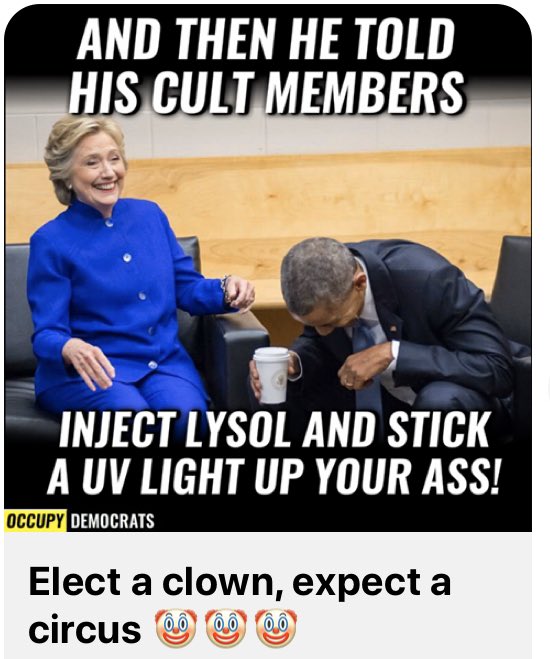 AND THEN HE TOLD
HIS CULT MEMBERS
INJECT LYSOL AND STICK
A UV LIGHT UP YOUR ASS!
OCCUPY DEMOCRATS
Elect a clown, expect a
circus 🤡🤡🤡